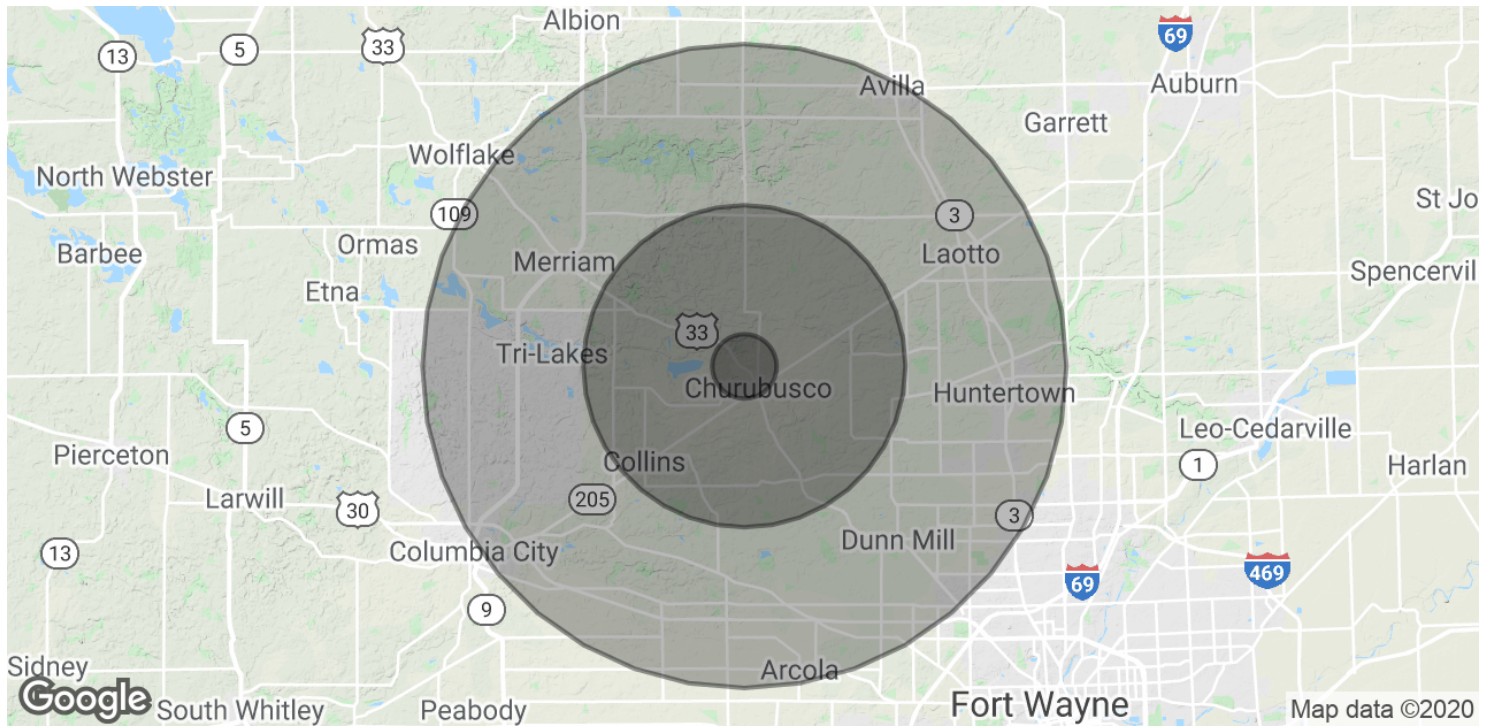 Albion
13
5
33
69
Avilla
Auburn
Garrett
Wolflake
North Webster
St Jo
109
3
Ormas
Barbee
Merriam
Laotto
Spencervil
Etna
33
Tri-Lakes
Churubusco
Huntertown
5
Leo-Cedarville
Pierceton
Collins
1
Harlan
Larwill
205
30
3
Dunn Mill
13
Columbia City
69
469
9
Sidney
Arcola
Google
South Whitley
Peabody
Fort Wayne
Map data ©2020